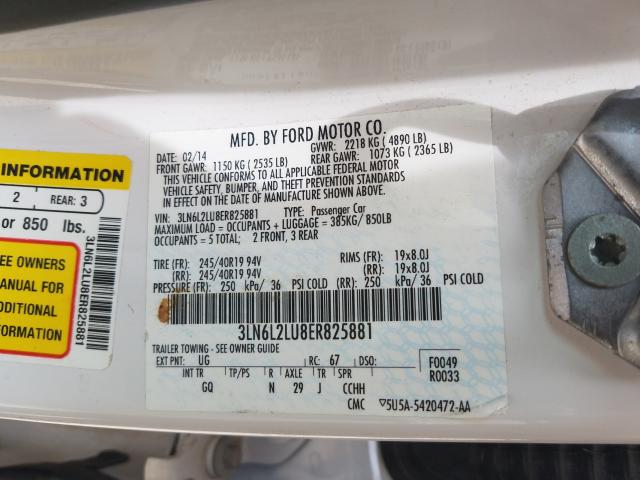 INFORMATION
2 REAR: 3
or 850 lbs.
EE OWNERS
MANUAL FOR
ADDITIONAL
FORMATION
3LN6L2LU8ER825881
MFD. BY FORD MOTOR CO.
DATE: 02/14 GVWR: 2218 KG ( 4890 LB)
FRONT GAWR: 1150 KG ( 2535 LB) REAR GAWR: 1073 KG ( 2365 LB)
THIS VEHICLE CONFORMS TO ALL APPLICABLE FEDERAL MOTOR
VEHICLE SAFETY, BUMPER, AND THEFT PREVENTION STANDARDS
IN EFFECT ON THE DATE OF MANUFACTURE SHOWN ABOVE.
VIN: 3LN6L2LU8ER825881 TYPE: Passenger Car
MAXIMUM LOAD = OCCUPANTS + LUGGAGE = 385KG/ 850LB
OCCUPANTS = 5 TOTAL; 2 FRONT, 3 REAR
TIRE (FR): 245/40R19 94V RIMS (FR): 19x8.0J
(RR): 245/40R19 94V (RR): 19x8.0J
PRESSURE (FR): 250 kPa/ 36 PSI COLD (RR): 250 kPa/ 36 PSI COLD
3LN6L2LU8ER825881
TRAILER TOWING - SEE OWNER GUIDE
EXT PNT: UG RC: 67 DSO: F0049
R0033
INT TR TP/PS R AXLE TR SPR
GQ N 29 J CCHH
CMC ▽5U5A-5420472-AA